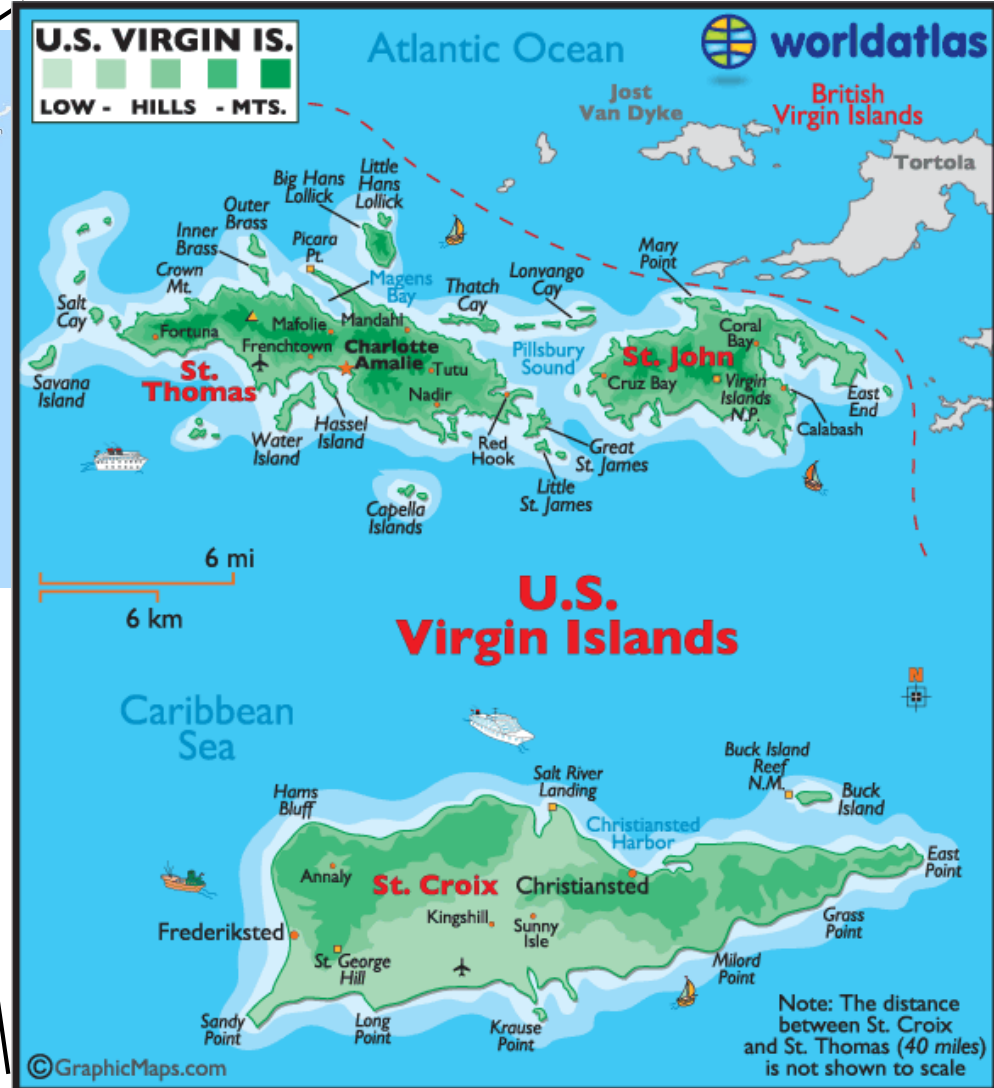 U.S. VIRGIN IS.
LOW - HILLS - MTS.
Atlantic Ocean
worldatlas
Jost
Van Dyke
British
Virgin Islands
Tortola
Big Hans
Lollick
Little
Hans
Lollick
Outer
Brass
Inner
Brass
Picara
Pt.
Crown
Mt.
Magens
Bay
Mary
Point
Lonvango
Cay
Thatch
Cay
Salt
Cay
Fortuna
Mafolie
Mandahl
Frenchtown
Charlotte
Amalie
Tutu
Nadir
Pillsbury
Sound
Coral
Bay
St. John
Cruz Bay
Virgin
Islands
N.P.
East
End
Calabash
St.
Thomas
Savana
Island
Water
Island
Hassel
Island
Red
Hook
Great
St. James
Little
St. James
Capella
Islands
6 mi
6 km
U.S.
Virgin Islands
N
Caribbean
Sea
Buck Island
Reef
N.M.
Buck
Island
Salt River
Landing
Hams
Bluff
Christiansted
Harbor
East
Point
Annaly
St. Croix
Christiansted
Kingshill
Sunny
Isle
Grass
Point
Frederiksted
St. George
Hill
Milord
Point
Sandy
Point
Long
Point
Krause
Point
Note: The distance
between St. Croix
and St. Thomas (40 miles)
is not shown to scale
©GraphicMaps.com